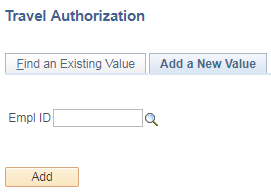 Travel Authorization
Find an Existing Value Add a New Value
Empl ID
Add